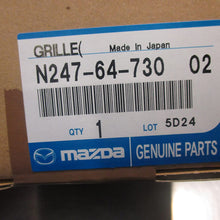 GRILLE( Made In Japan
N247-64-730 02
QTY 1 LOT 5D24
mazda GENUINE PARTS